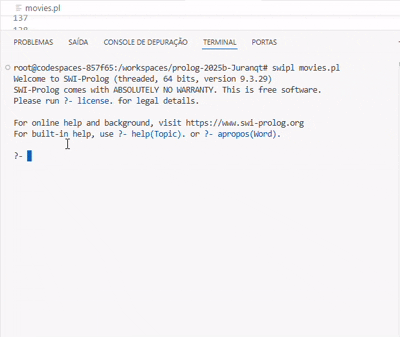 movies.pl
137
138
PROBLEMAS SAÍDA CONSOLE DE DEPURAÇÃO TERMINAL PORTAS
root@codespaces-857f65:/workspaces/prolog-2025b-Juranqt# swipl movies.pl
Welcome to SWI-Prolog (threaded, 64 bits, version 9.3.29)
SWI-Prolog comes with ABSOLUTELY NO WARRANTY. This is free software.
Please run ?- license. for legal details.
For online help and background, visit https://www.swi-prolog.org
For built-in help, use ?- help(Topic). or ?- apropos(Word).
?-